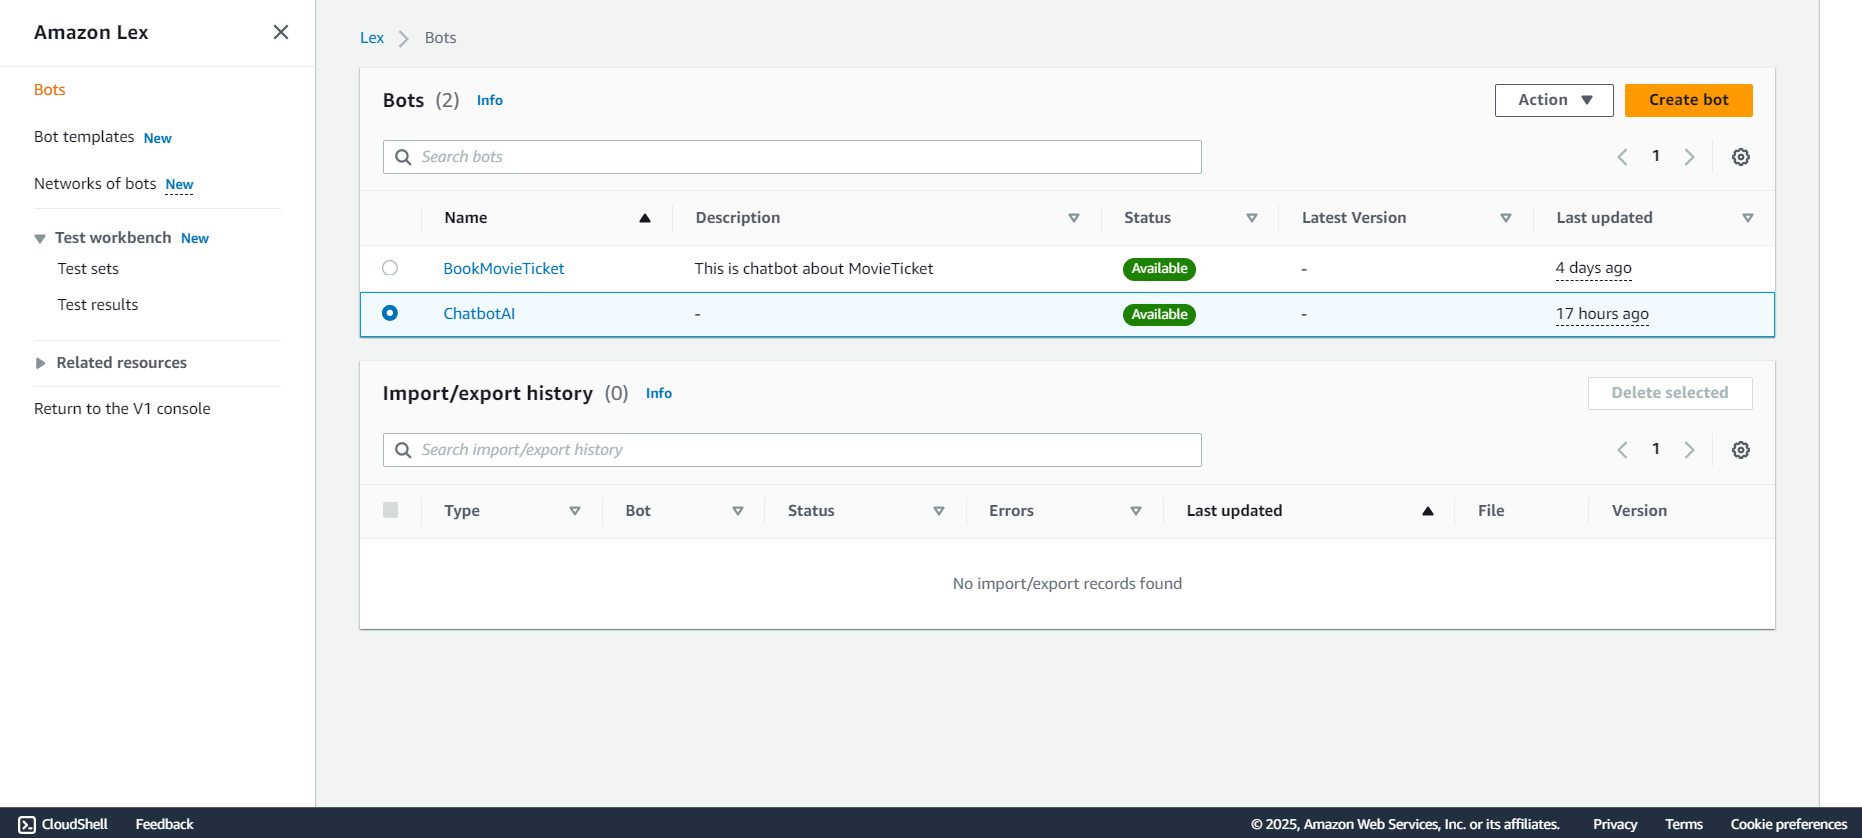 Amazon Lex
Bots
Bot templates New
Networks of bots New
Test workbench New
Test sets
Test results
Related resources
Return to the V1 console
Lex Bots
Bots (2) Info
Action Create bot
Search bots
1
Name Description Status Latest Version Last updated
BookMovieTicket This is chatbot about MovieTicket Available - 4 days ago
ChatbotAI - Available - 17 hours ago
Import/export history (0) Info
Delete selected
Search import/export history
1
Type Bot Status Errors Last updated File Version
No import/export records found
CloudShell Feedback © 2025, Amazon Web Services, Inc. or its affiliates. Privacy Terms Cookie preferences